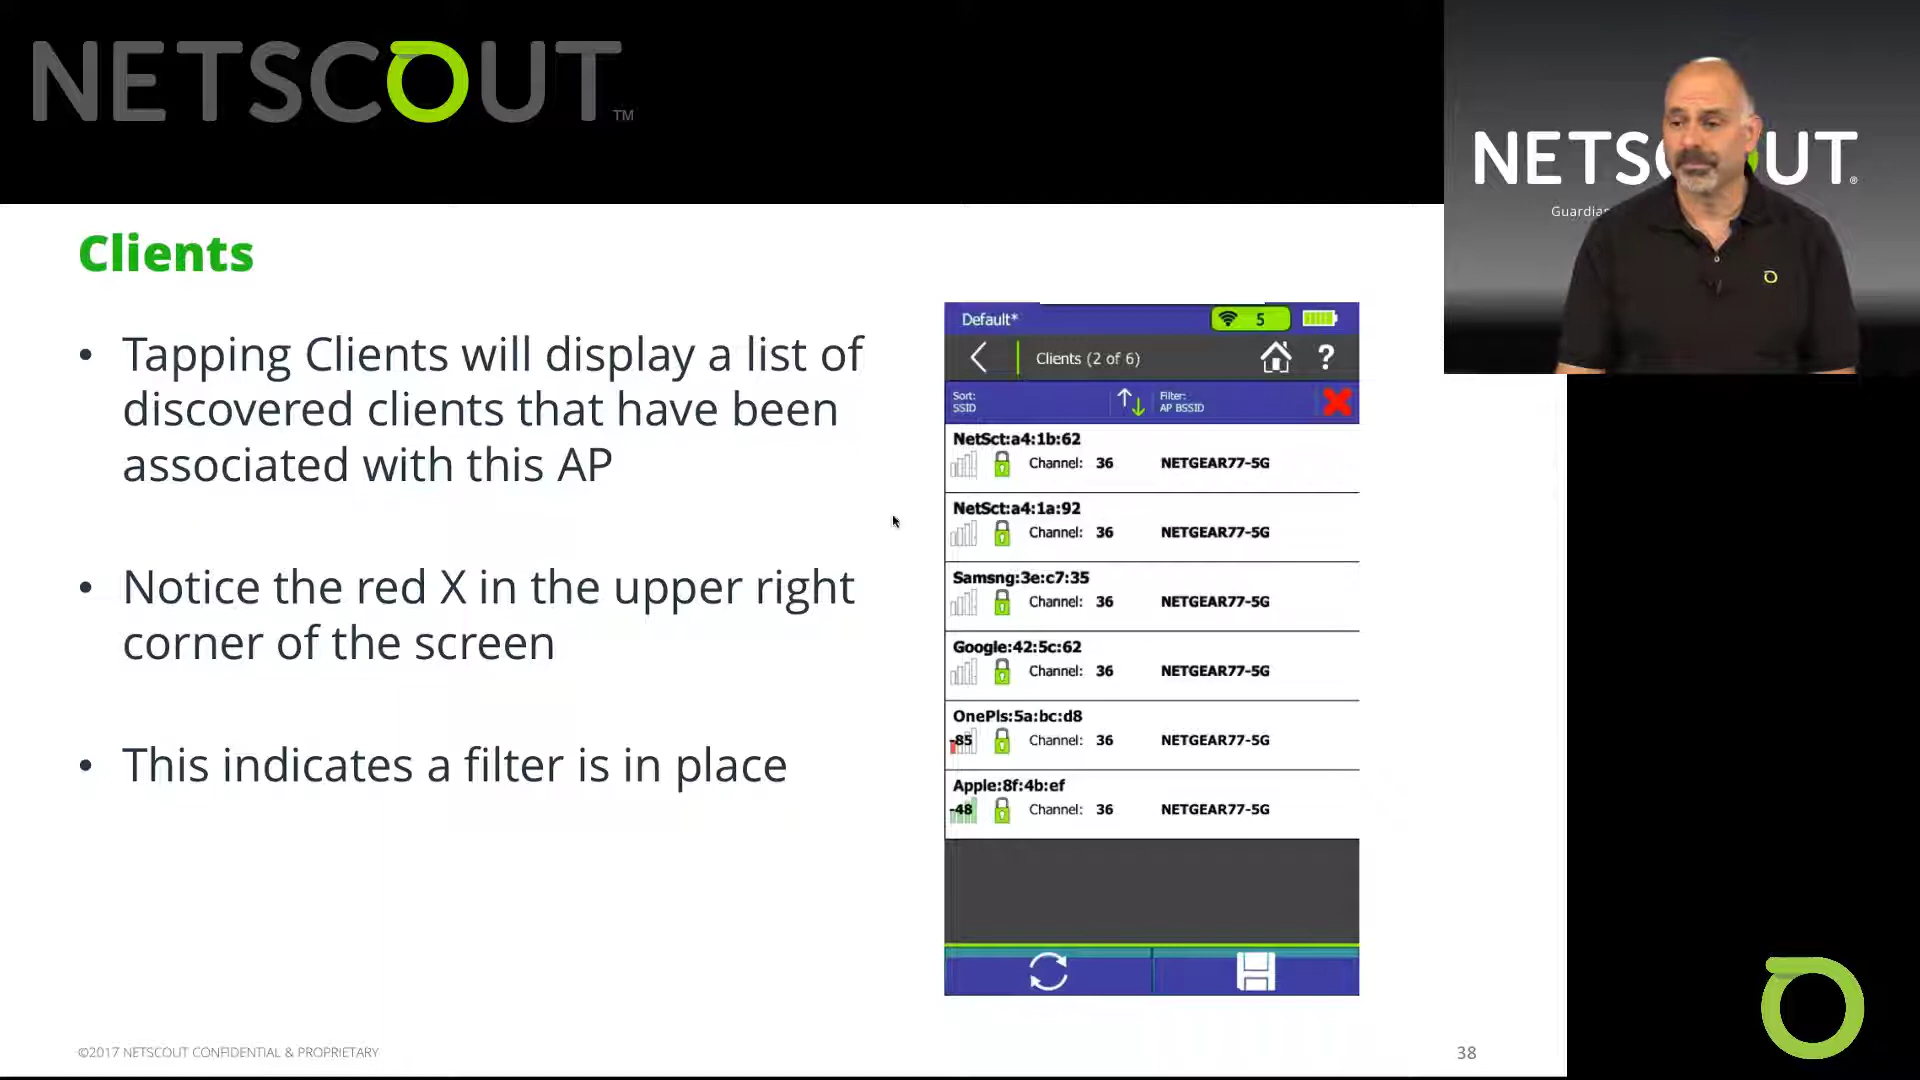 NETSCOUT™
NETSCOUT®
Guardia
Clients
• Tapping Clients will display a list of
discovered clients that have been
associated with this AP
• Notice the red X in the upper right
corner of the screen
• This indicates a filter is in place
Default*
5
Clients (2 of 6)
?
Sort:
SSID
Filter:
AP BSSID
NetSct:a4:1b:62
Channel: 36 NETGEAR77-5G
NetSct:a4:1a:92
Channel: 36 NETGEAR77-5G
Samsng:3e:c7:35
Channel: 36 NETGEAR77-5G
Google:42:5c:62
Channel: 36 NETGEAR77-5G
OnePls:5a:bc:d8
-85 Channel: 36 NETGEAR77-5G
Apple:8f:4b:ef
-48 Channel: 36 NETGEAR77-5G
©2017 NETSCOUT CONFIDENTIAL & PROPRIETARY
38